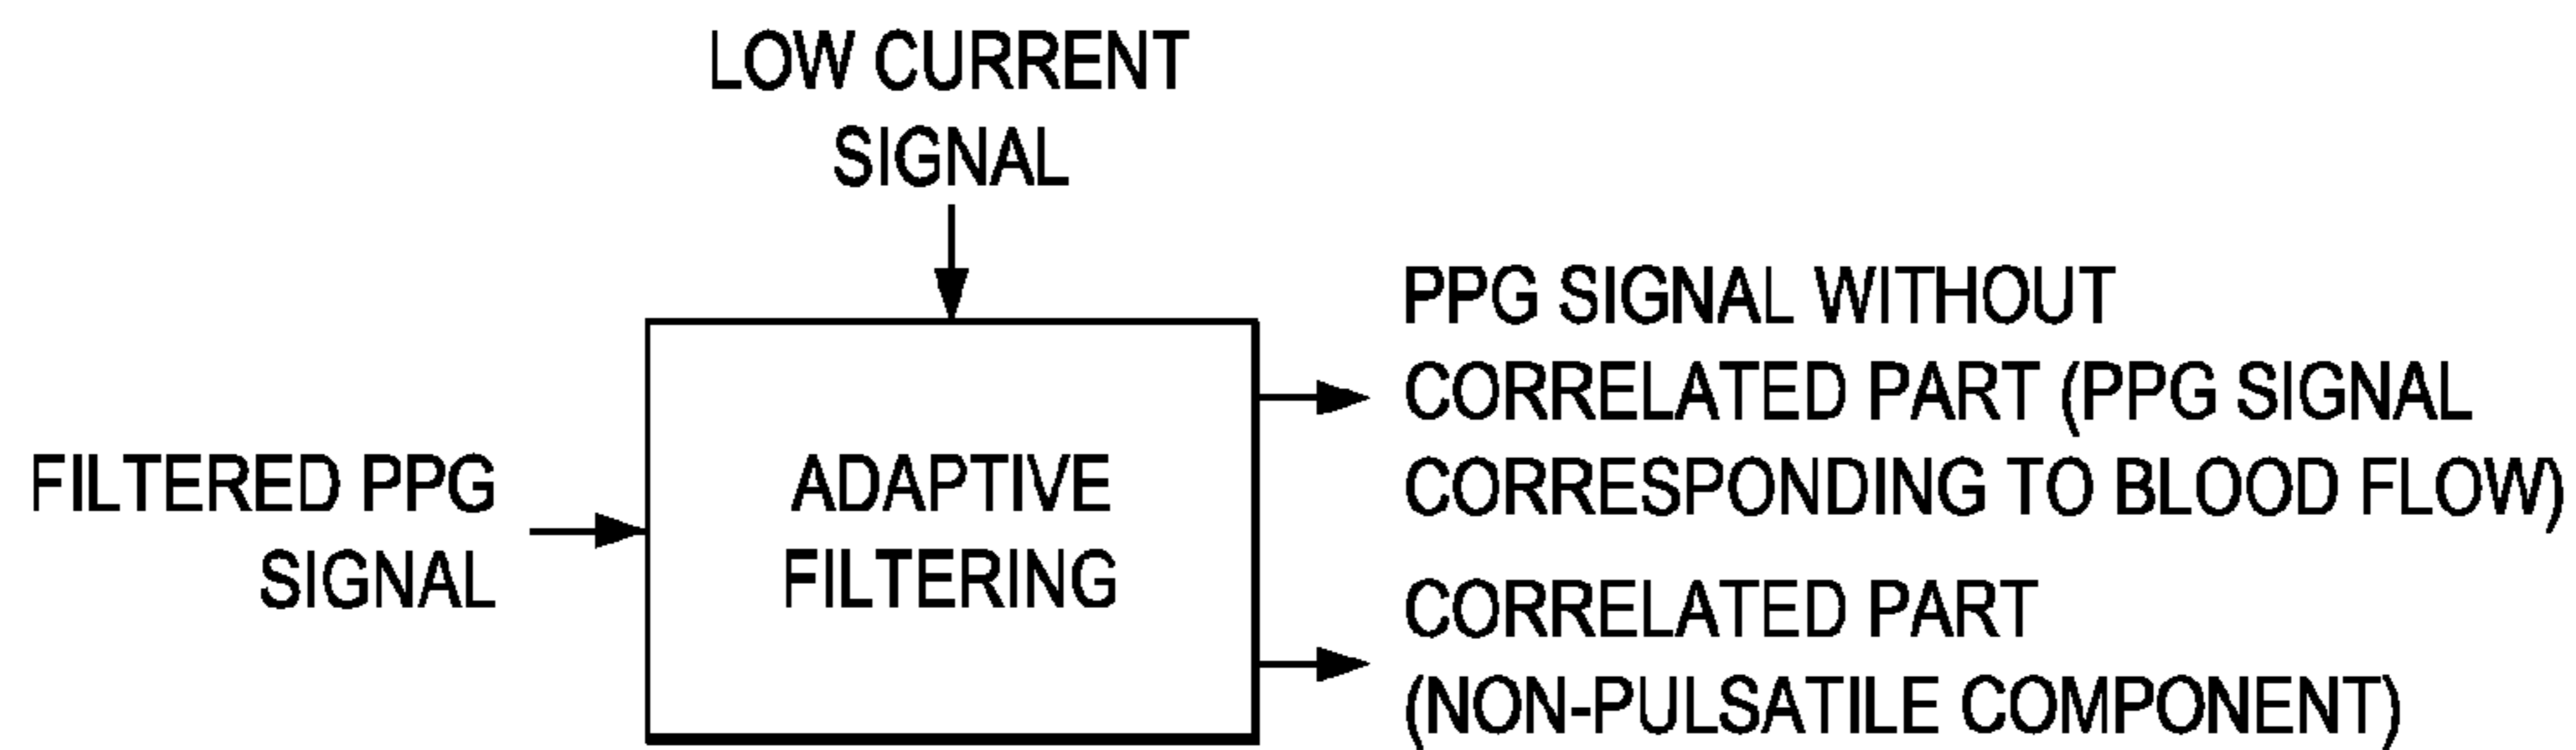 LOW CURRENT
SIGNAL
FILTERED PPG
SIGNAL
ADAPTIVE
FILTERING
PPG SIGNAL WITHOUT
CORRELATED PART (PPG SIGNAL
CORRESPONDING TO BLOOD FLOW)
CORRELATED PART
(NON-PULSATILE COMPONENT)